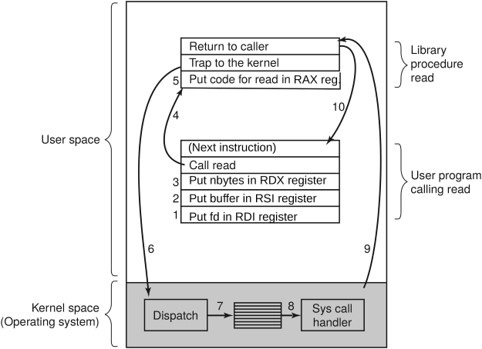 Return to caller
Trap to the kernel
5 Put code for read in RAX reg.
Library
procedure
read
4
10
User space
(Next instruction)
Call read
3 Put nbytes in RDX register
2 Put buffer in RSI register
1 Put fd in RDI register
User program
calling read
6
9
Kernel space
(Operating system)
Dispatch
7
8
Sys call
handler